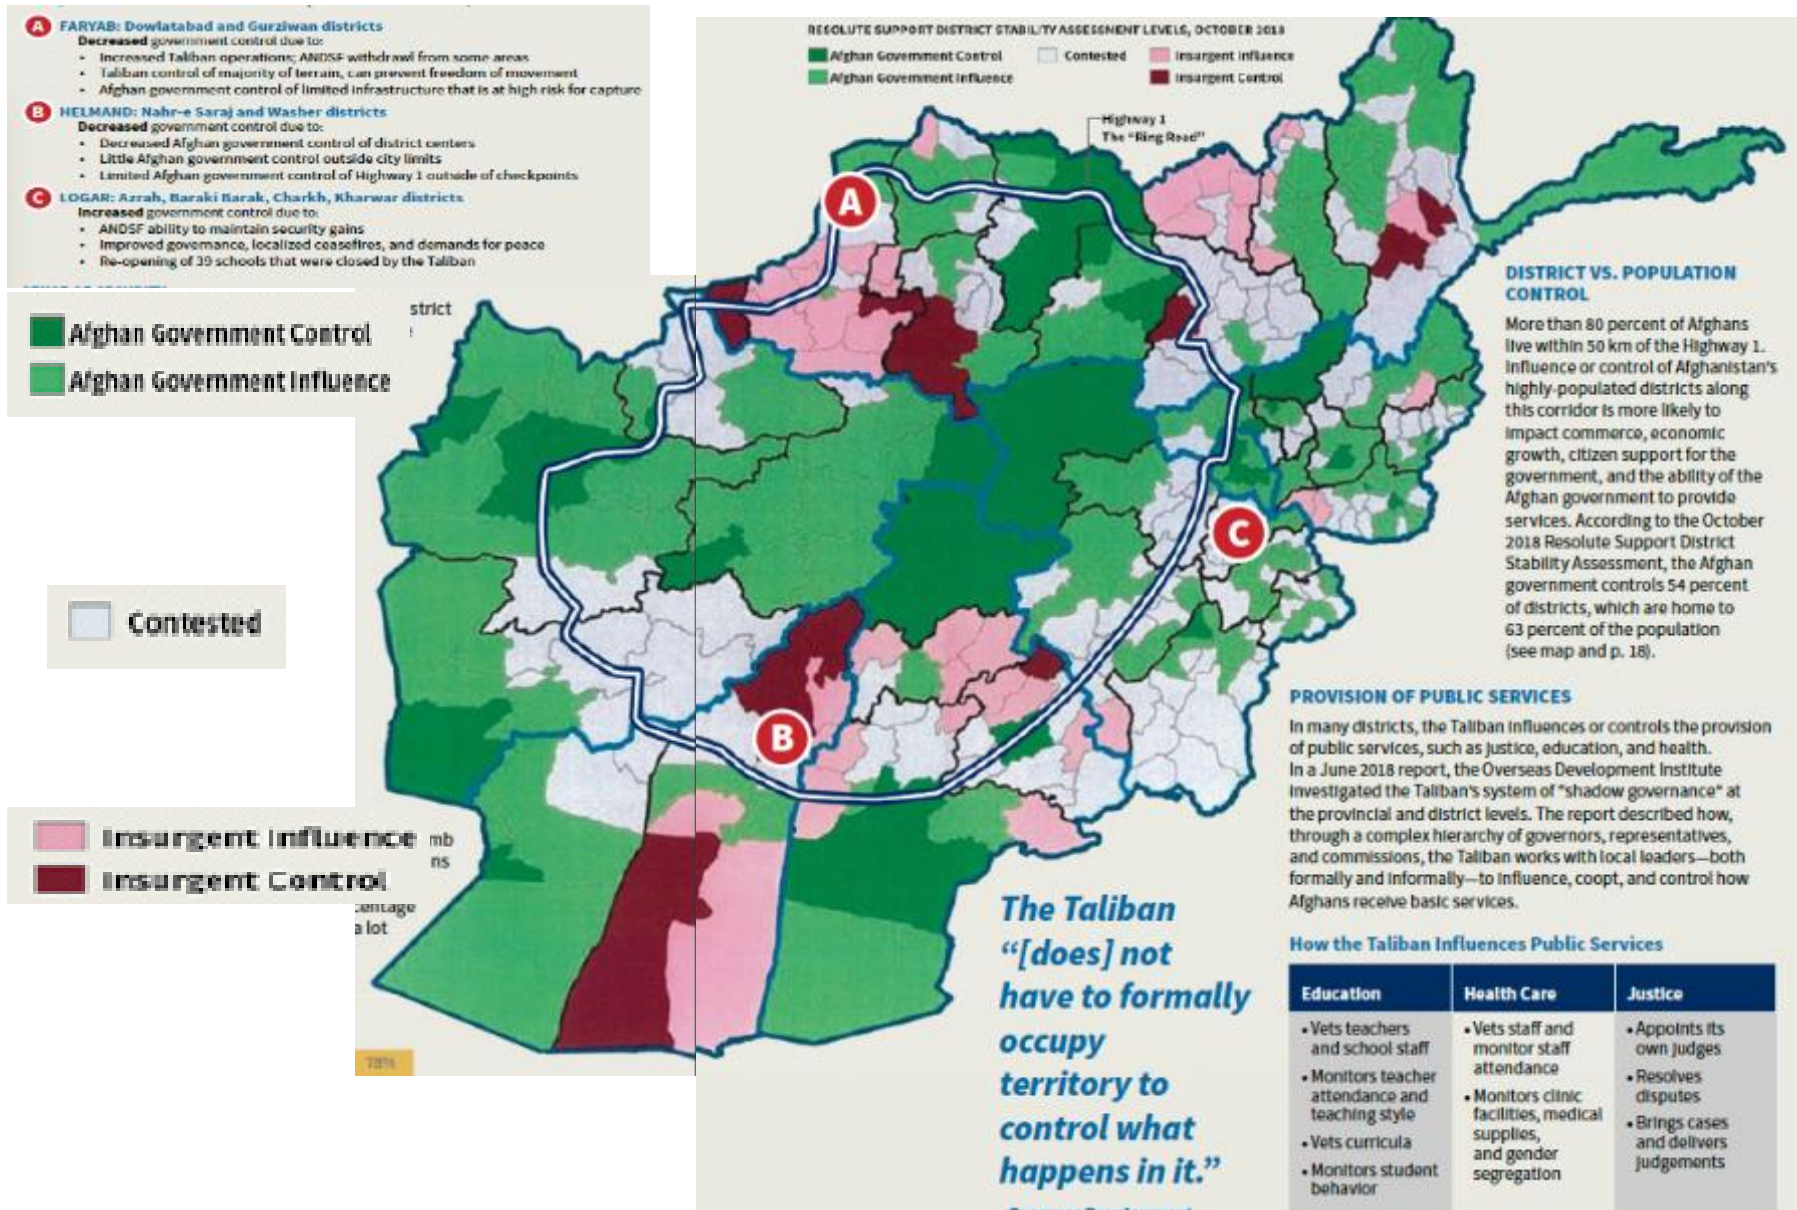 A FARYAB: Dowlatabad and Gurziwan districts
Decreased government control due to:
• Increased Taliban operations; ANDSF withdrawl from some areas
• Taliban control of majority of terrain, can prevent freedom of movement
• Afghan government control of limited infrastructure that is at high risk for capture
B HELMAND: Nahr-e Saraj and Washer districts
Decreased government control due to:
• Decreased Afghan government control of district centers
• Little Afghan government control outside city limits
• Limited Afghan government control of Highway 1 outside of checkpoints
C LOGAR: Azrah, Baraki Barak, Charkh, Kharwar districts
Increased government control due to:
• ANDSF ability to maintain security gains
• Improved governance, localized ceasefires, and demands for peace
• Re-opening of 39 schools that were closed by the Taliban
Afghan Government Control
Afghan Government Influence
Contested
Insurgent Influence
Insurgent Control
strict
mb
ns
centage
a lot
78%
RESOLUTE SUPPORT DISTRICT STABILITY ASSESSMENT LEVELS, OCTOBER 2018
Afghan Government Control
Contested
Insurgent Influence
Afghan Government Influence
Insurgent Control
Highway 1
The "Ring Road"
A
B
C
DISTRICT VS. POPULATION
CONTROL
More than 80 percent of Afghans
live within 50 km of the Highway 1.
Influence or control of Afghanistan's
highly-populated districts along
this corridor is more likely to
impact commerce, economic
growth, citizen support for the
government, and the ability of the
Afghan government to provide
services. According to the October
2018 Resolute Support District
Stability Assessment, the Afghan
government controls 54 percent
of districts, which are home to
63 percent of the population
(see map and p. 18).
PROVISION OF PUBLIC SERVICES
In many districts, the Taliban influences or controls the provision
of public services, such as justice, education, and health.
In a June 2018 report, the Overseas Development Institute
investigated the Taliban's system of "shadow governance" at
the provincial and district levels. The report described how,
through a complex hierarchy of governors, representatives,
and commissions, the Taliban works with local leaders—both
formally and informally—to influence, coopt, and control how
Afghans receive basic services.
The Taliban
“[does] not
have to formally
occupy
territory to
control what
happens in it.”
How the Taliban Influences Public Services
Education
• Vets teachers
and school staff
• Monitors teacher
attendance and
teaching style
• Vets curricula
• Monitors student
behavior
Health Care
• Vets staff and
monitor staff
attendance
• Monitors clinic
facilities, medical
supplies,
and gender
segregation
Justice
• Appoints its
own judges
• Resolves
disputes
• Brings cases
and delivers
judgements